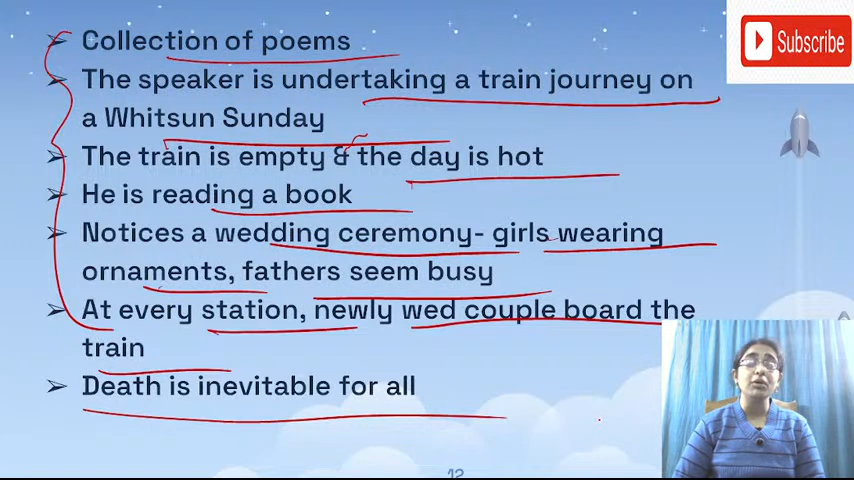 Subscribe
➢ Collection of poems
➢ The speaker is undertaking a train journey on
a Whitsun Sunday
➢ The train is empty & the day is hot
➢ He is reading a book
➢ Notices a wedding ceremony- girls wearing
ornaments, fathers seem busy
➢ At every station, newly wed couple board the
train
➢ Death is inevitable for all
12